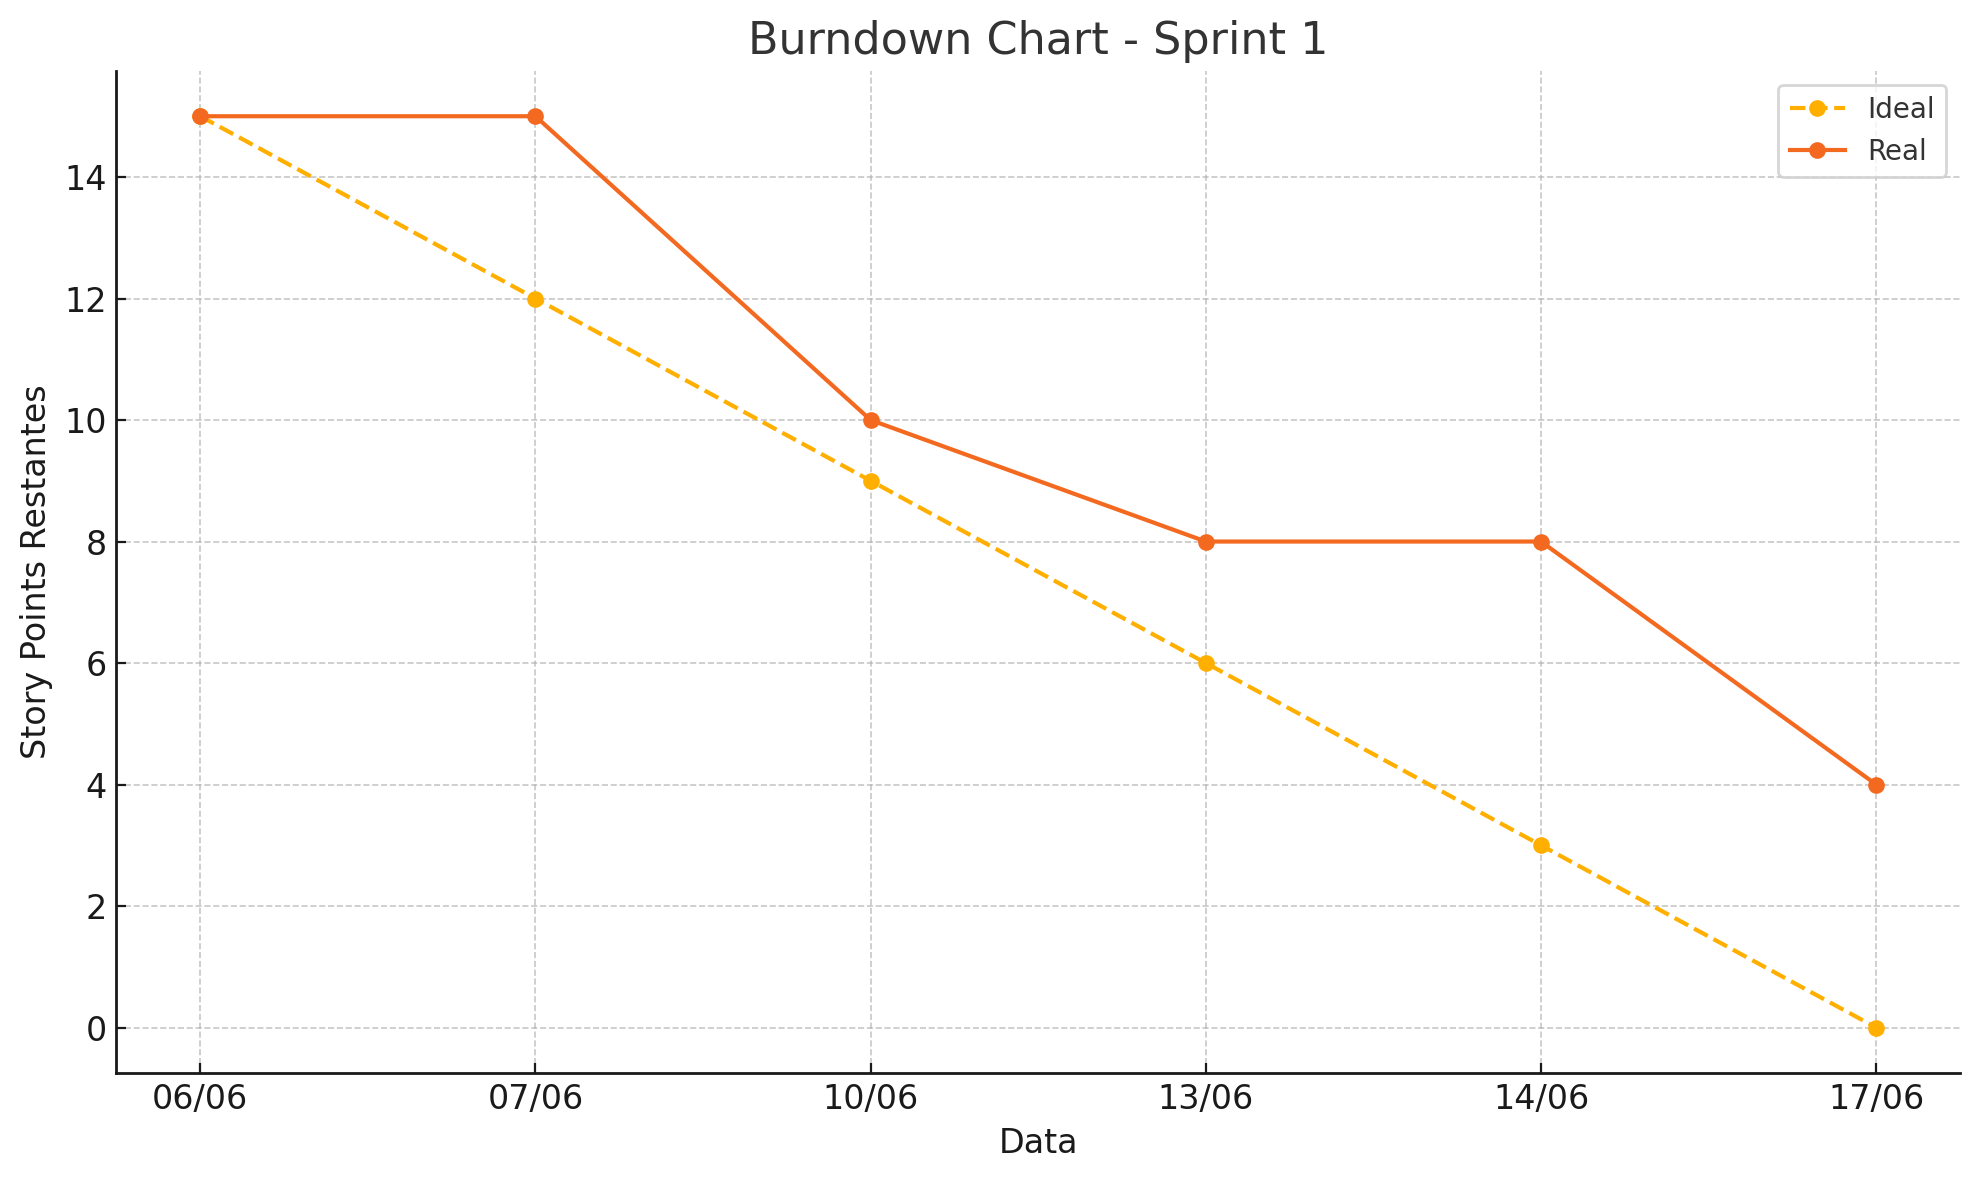 Burndown Chart - Sprint 1
Ideal
Real
Story Points Restantes
14
12
10
8
6
4
2
0
06/06 07/06 10/06 13/06 14/06 17/06
Data